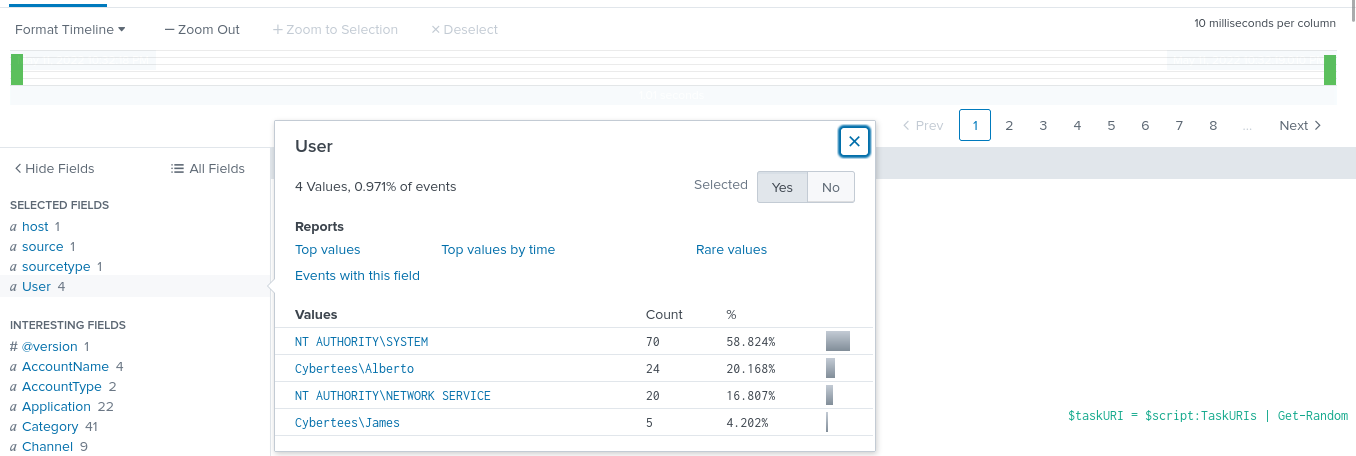 Format Timeline — Zoom Out + Zoom to Selection × Deselect 10 milliseconds per column
< Prev 1 2 3 4 5 6 7 8 ... Next >
< Hide Fields All Fields
SELECTED FIELDS
a host 1
a source 1
a sourcetype 1
a User 4
INTERESTING FIELDS
# @version 1
a AccountName 4
a AccountType 2
a Application 22
a Category 41
a Channel 9
User
4 Values, 0.971% of events Selected Yes No
Reports
Top values Top values by time Rare values
Events with this field
Values Count %
NT AUTHORITY\SYSTEM 70 58.824%
Cybertees\Alberto 24 20.168%
NT AUTHORITY\NETWORK SERVICE 20 16.807%
Cybertees\James 5 4.202%
$taskURI = $script:TaskURIs | Get-Random